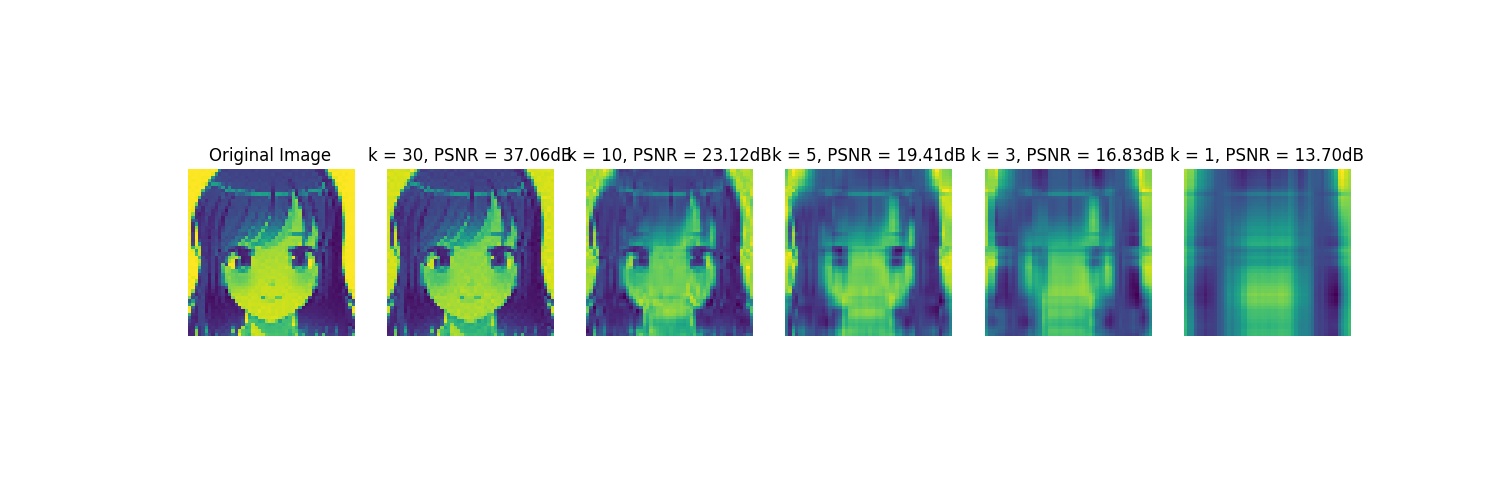 Original Image
k = 30, PSNR = 37.06dB
k = 10, PSNR = 23.12dB
k = 5, PSNR = 19.41dB
k = 3, PSNR = 16.83dB
k = 1, PSNR = 13.70dB